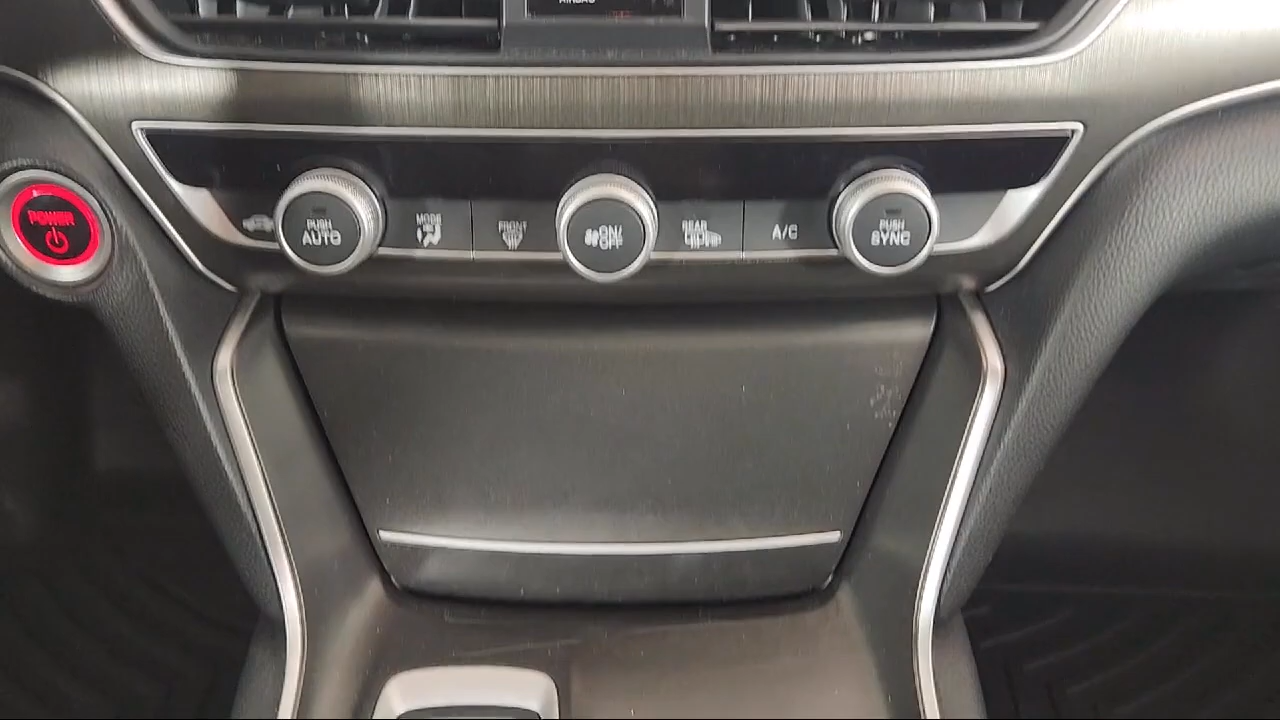 POWER
PUSH
AUTO
MODE
FRONT
ON/
OFF
REAR
A/C
PUSH
SYNC